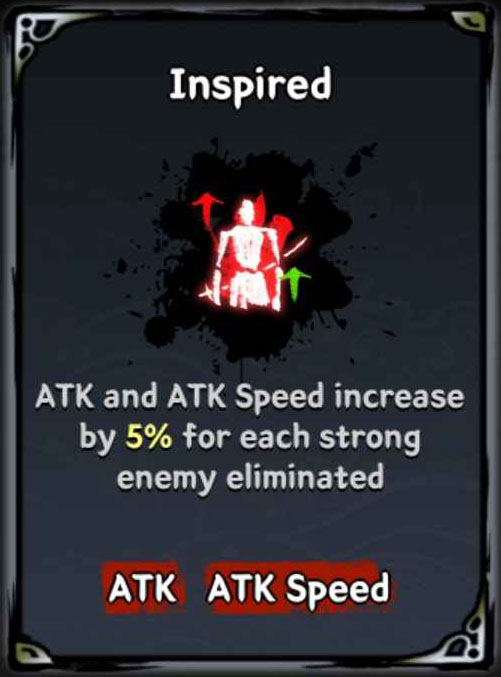 Inspired
ATK and ATK Speed increase
by 5% for each strong
enemy eliminated
ATK ATK Speed